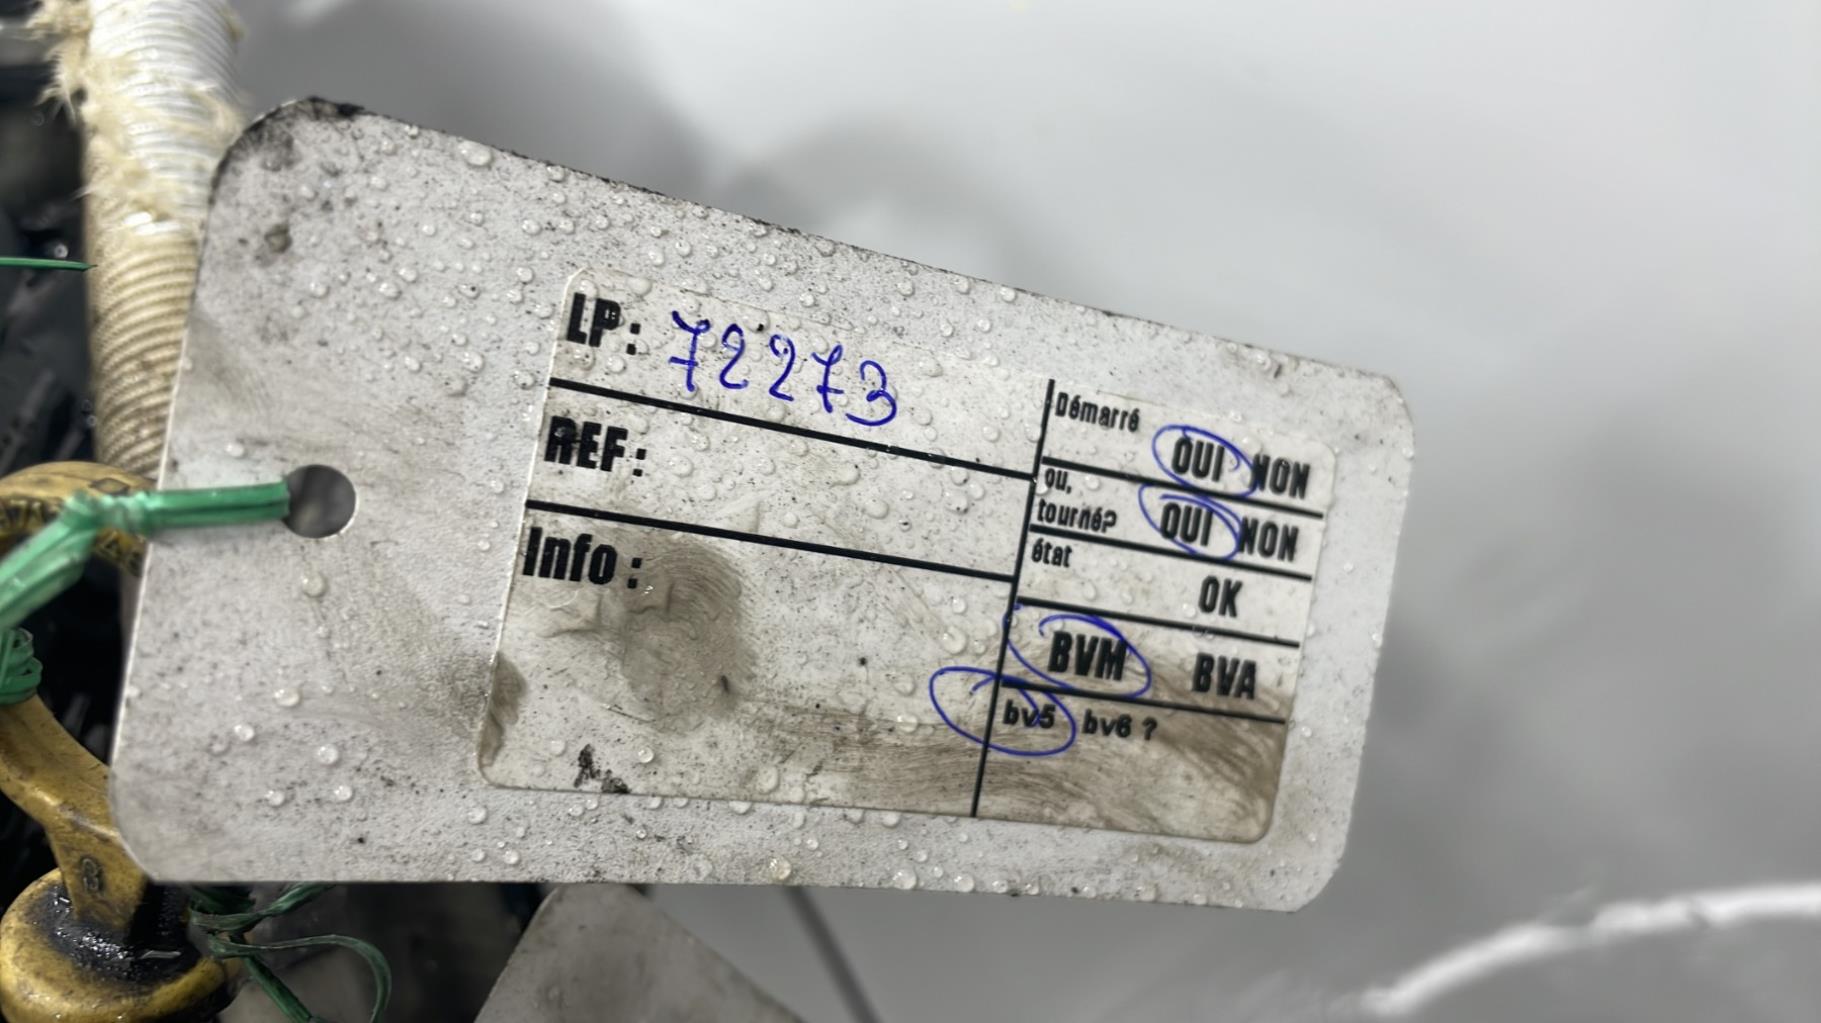 LP: 72273
REF:
Info :
Démarré
OUI NON
ou,
tourné? OUI NON
état
OK
BVM BVA
bv5 bv6 ?